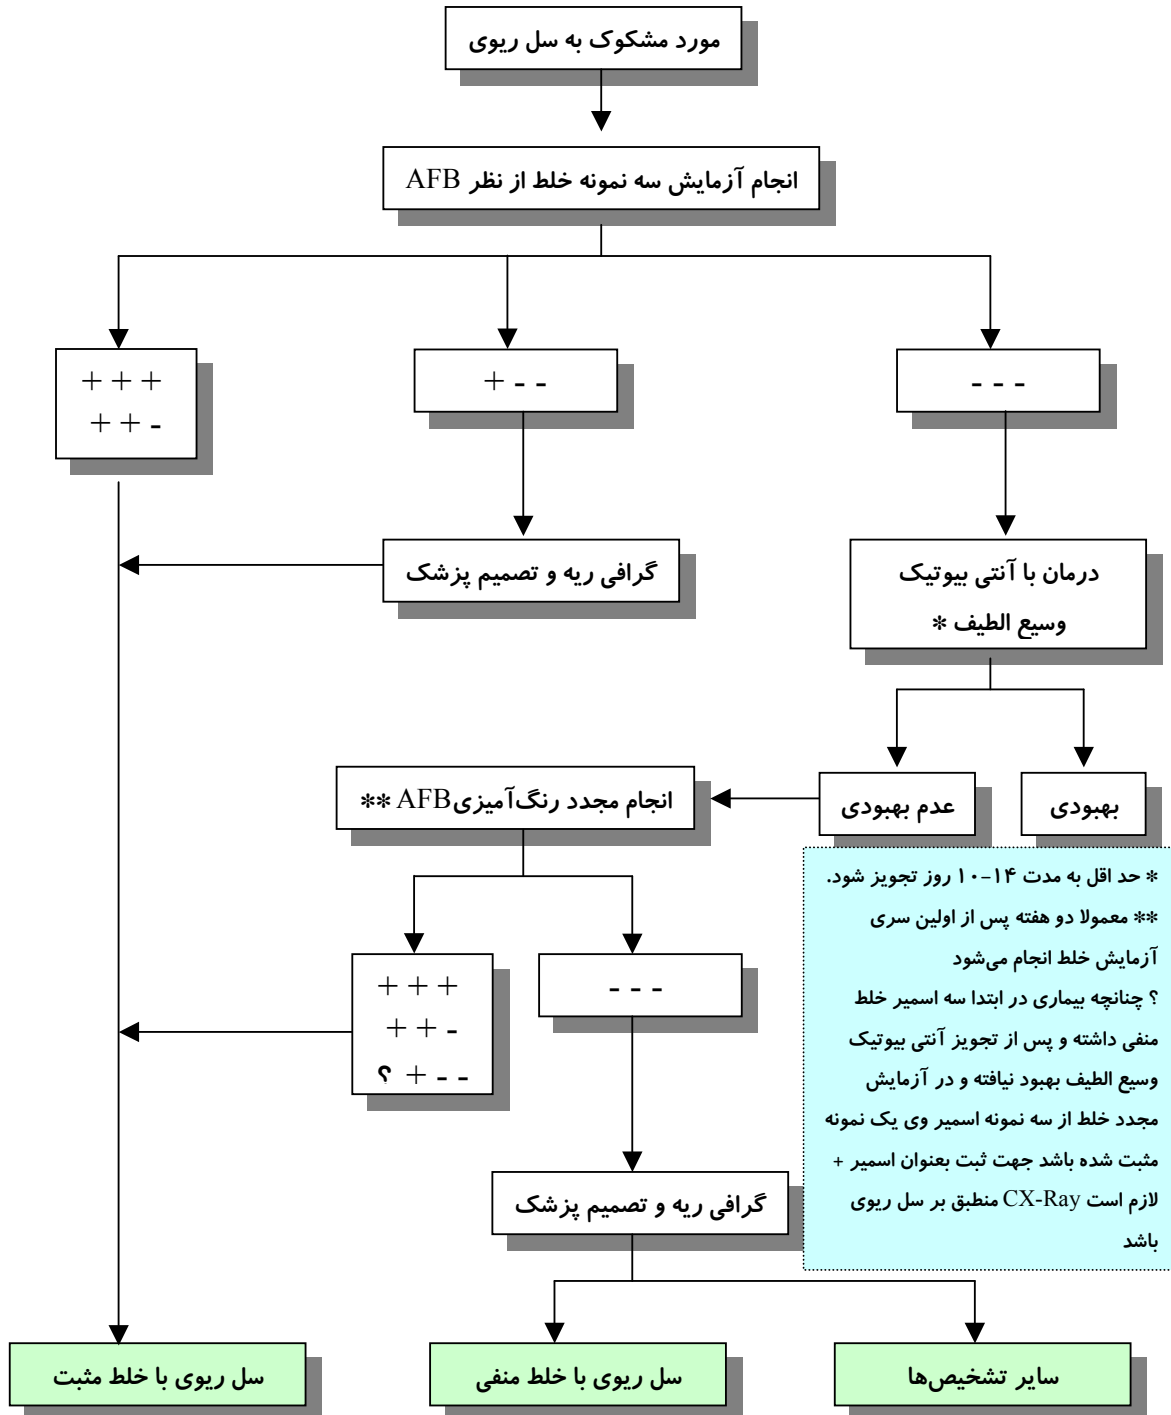 مورد مشکوک به سل ریوی
انجام آزمایش سه نمونه خلط از نظر AFB
+ + +
+ + -
+ - -
- - -
گرافی ریه و تصمیم پزشک
درمان با آنتی بیوتیک
وسیع الطیف *
انجام مجدد رنگ‌آمیزی AFB **
عدم بهبودی
بهبودی
+ + +
+ + -
؟ + - -
- - -
* حد اقل به مدت ۱۴-۱۰ روز تجویز شود.
** معمولا دو هفته پس از اولین سری
آزمایش خلط انجام می‌شود
؟ چنانچه بیماری در ابتدا سه اسمیر خلط
منفی داشته و پس از تجویز آنتی بیوتیک
وسیع الطیف بهبود نیافته و در آزمایش
مجدد خلط از سه نمونه اسمیر وی یک نمونه
مثبت شده باشد جهت ثبت بعنوان اسمیر +
لازم است CX-Ray منطبق بر سل ریوی
باشد
گرافی ریه و تصمیم پزشک
سل ریوی با خلط مثبت
سل ریوی با خلط منفی
سایر تشخیص‌ها